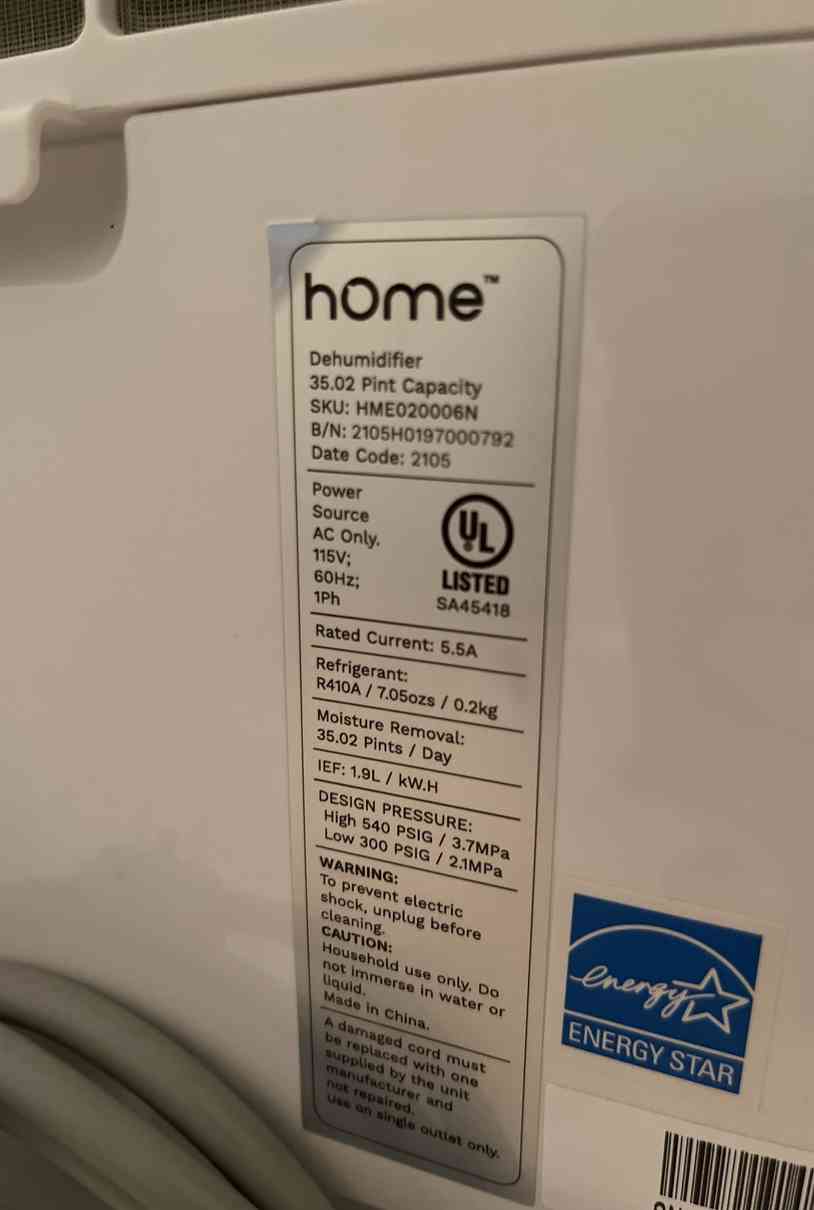 home™
Dehumidifier
35.02 Pint Capacity
SKU: HME020006N
B/N: 2105H0197000792
Date Code: 2105
Power
Source
AC Only.
115V;
60Hz;
1Ph
UL
LISTED
SA45418
Rated Current: 5.5A
Refrigerant:
R410A / 7.05ozs / 0.2kg
Moisture Removal:
35.02 Pints / Day
IEF: 1.9L / kW.H
DESIGN PRESSURE:
High 540 PSIG / 3.7MPa
Low 300 PSIG / 2.1MPa
WARNING:
To prevent electric
shock, unplug before
cleaning.
CAUTION:
Household use only. Do
not immerse in water or
liquid.
Made in China.
A damaged cord must
be replaced with one
supplied by the unit
manufacturer and
not repaired.
Use on single outlet only.
energy
ENERGY STAR